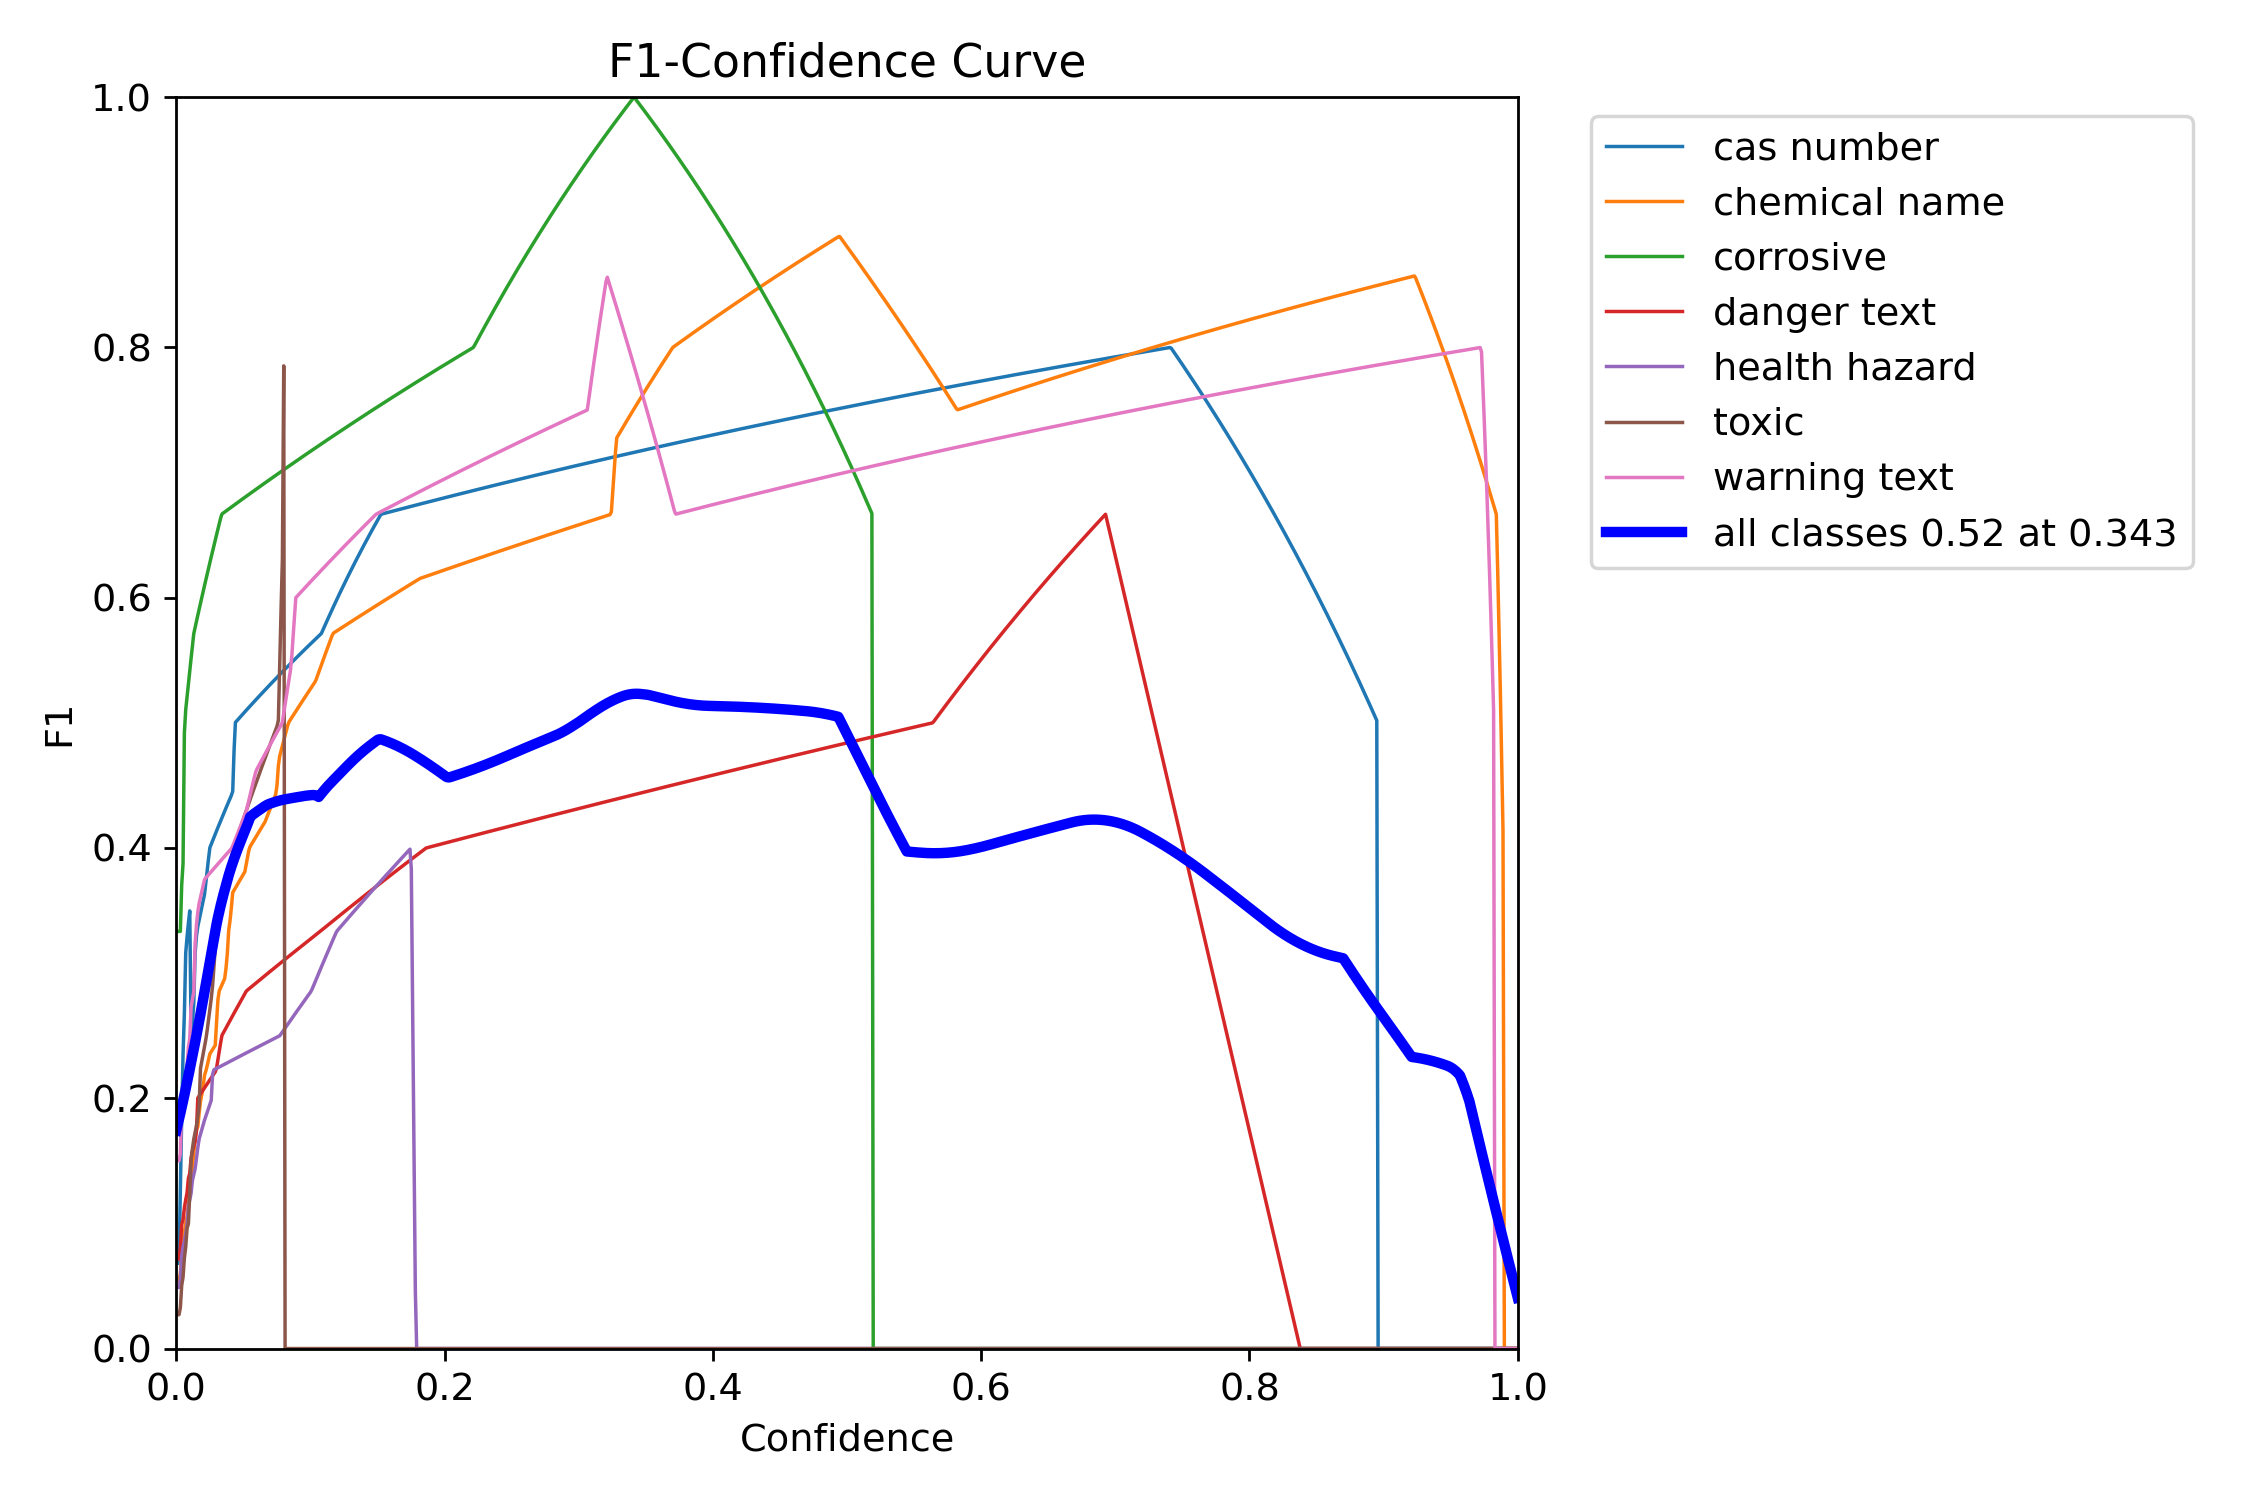 F1-Confidence Curve
1.0
0.8
0.6
0.4
0.2
0.0
F1
0.0 0.2 0.4 0.6 0.8 1.0
Confidence
cas number
chemical name
corrosive
danger text
health hazard
toxic
warning text
all classes 0.52 at 0.343